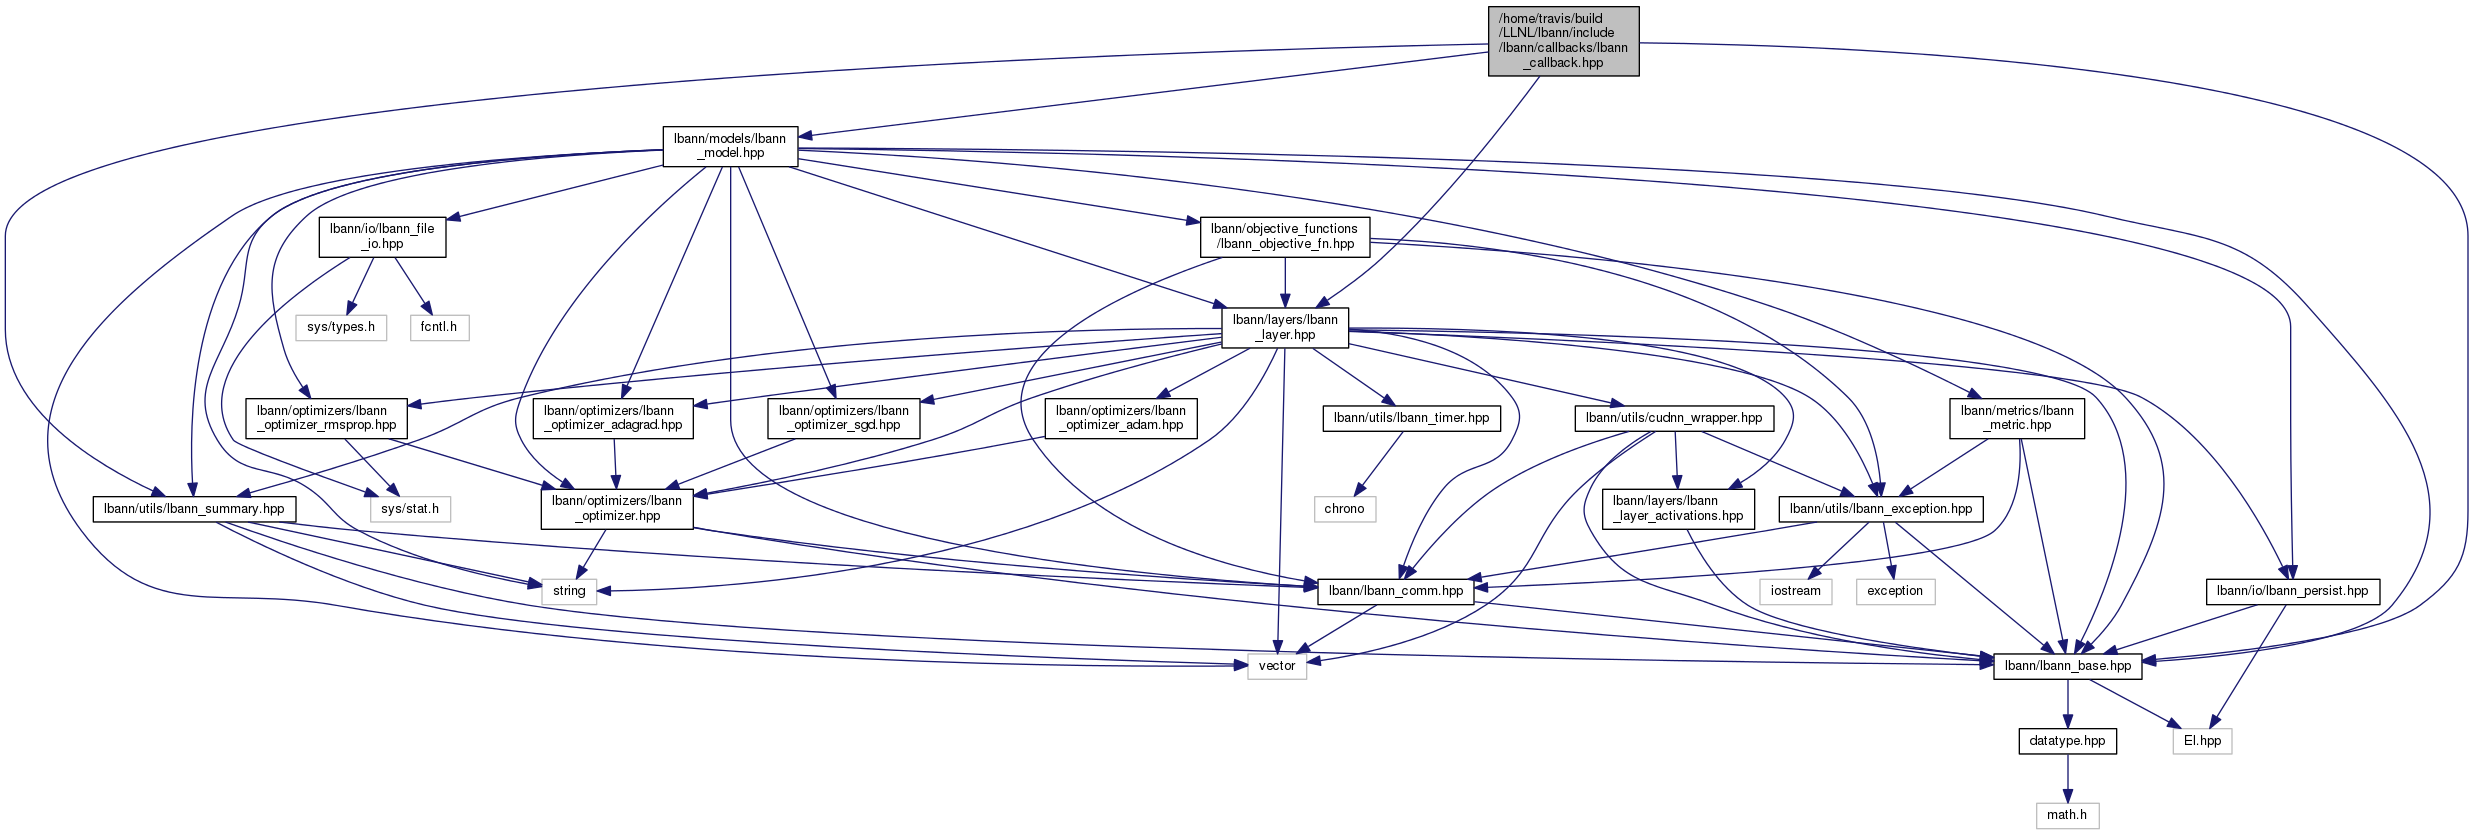 /home/travis/build
/LLNL/lbann/include
/lbann/callbacks/lbann
_callback.hpp
lbann/models/lbann
_model.hpp
lbann/io/lbann_file
_io.hpp
lbann/objective_functions
/lbann_objective_fn.hpp
sys/types.h
fcntl.h
lbann/layers/lbann
_layer.hpp
lbann/optimizers/lbann
_optimizer_rmsprop.hpp
lbann/optimizers/lbann
_optimizer_adagrad.hpp
lbann/optimizers/lbann
_optimizer_sgd.hpp
lbann/optimizers/lbann
_optimizer_adam.hpp
lbann/utils/lbann_timer.hpp
lbann/utils/cudnn_wrapper.hpp
lbann/metrics/lbann
_metric.hpp
lbann/utils/lbann_summary.hpp
sys/stat.h
lbann/optimizers/lbann
_optimizer.hpp
chrono
lbann/layers/lbann
_layer_activations.hpp
lbann/utils/lbann_exception.hpp
string
lbann/lbann_comm.hpp
iostream
exception
lbann/io/lbann_persist.hpp
vector
lbann/lbann_base.hpp
datatype.hpp
El.hpp
math.h